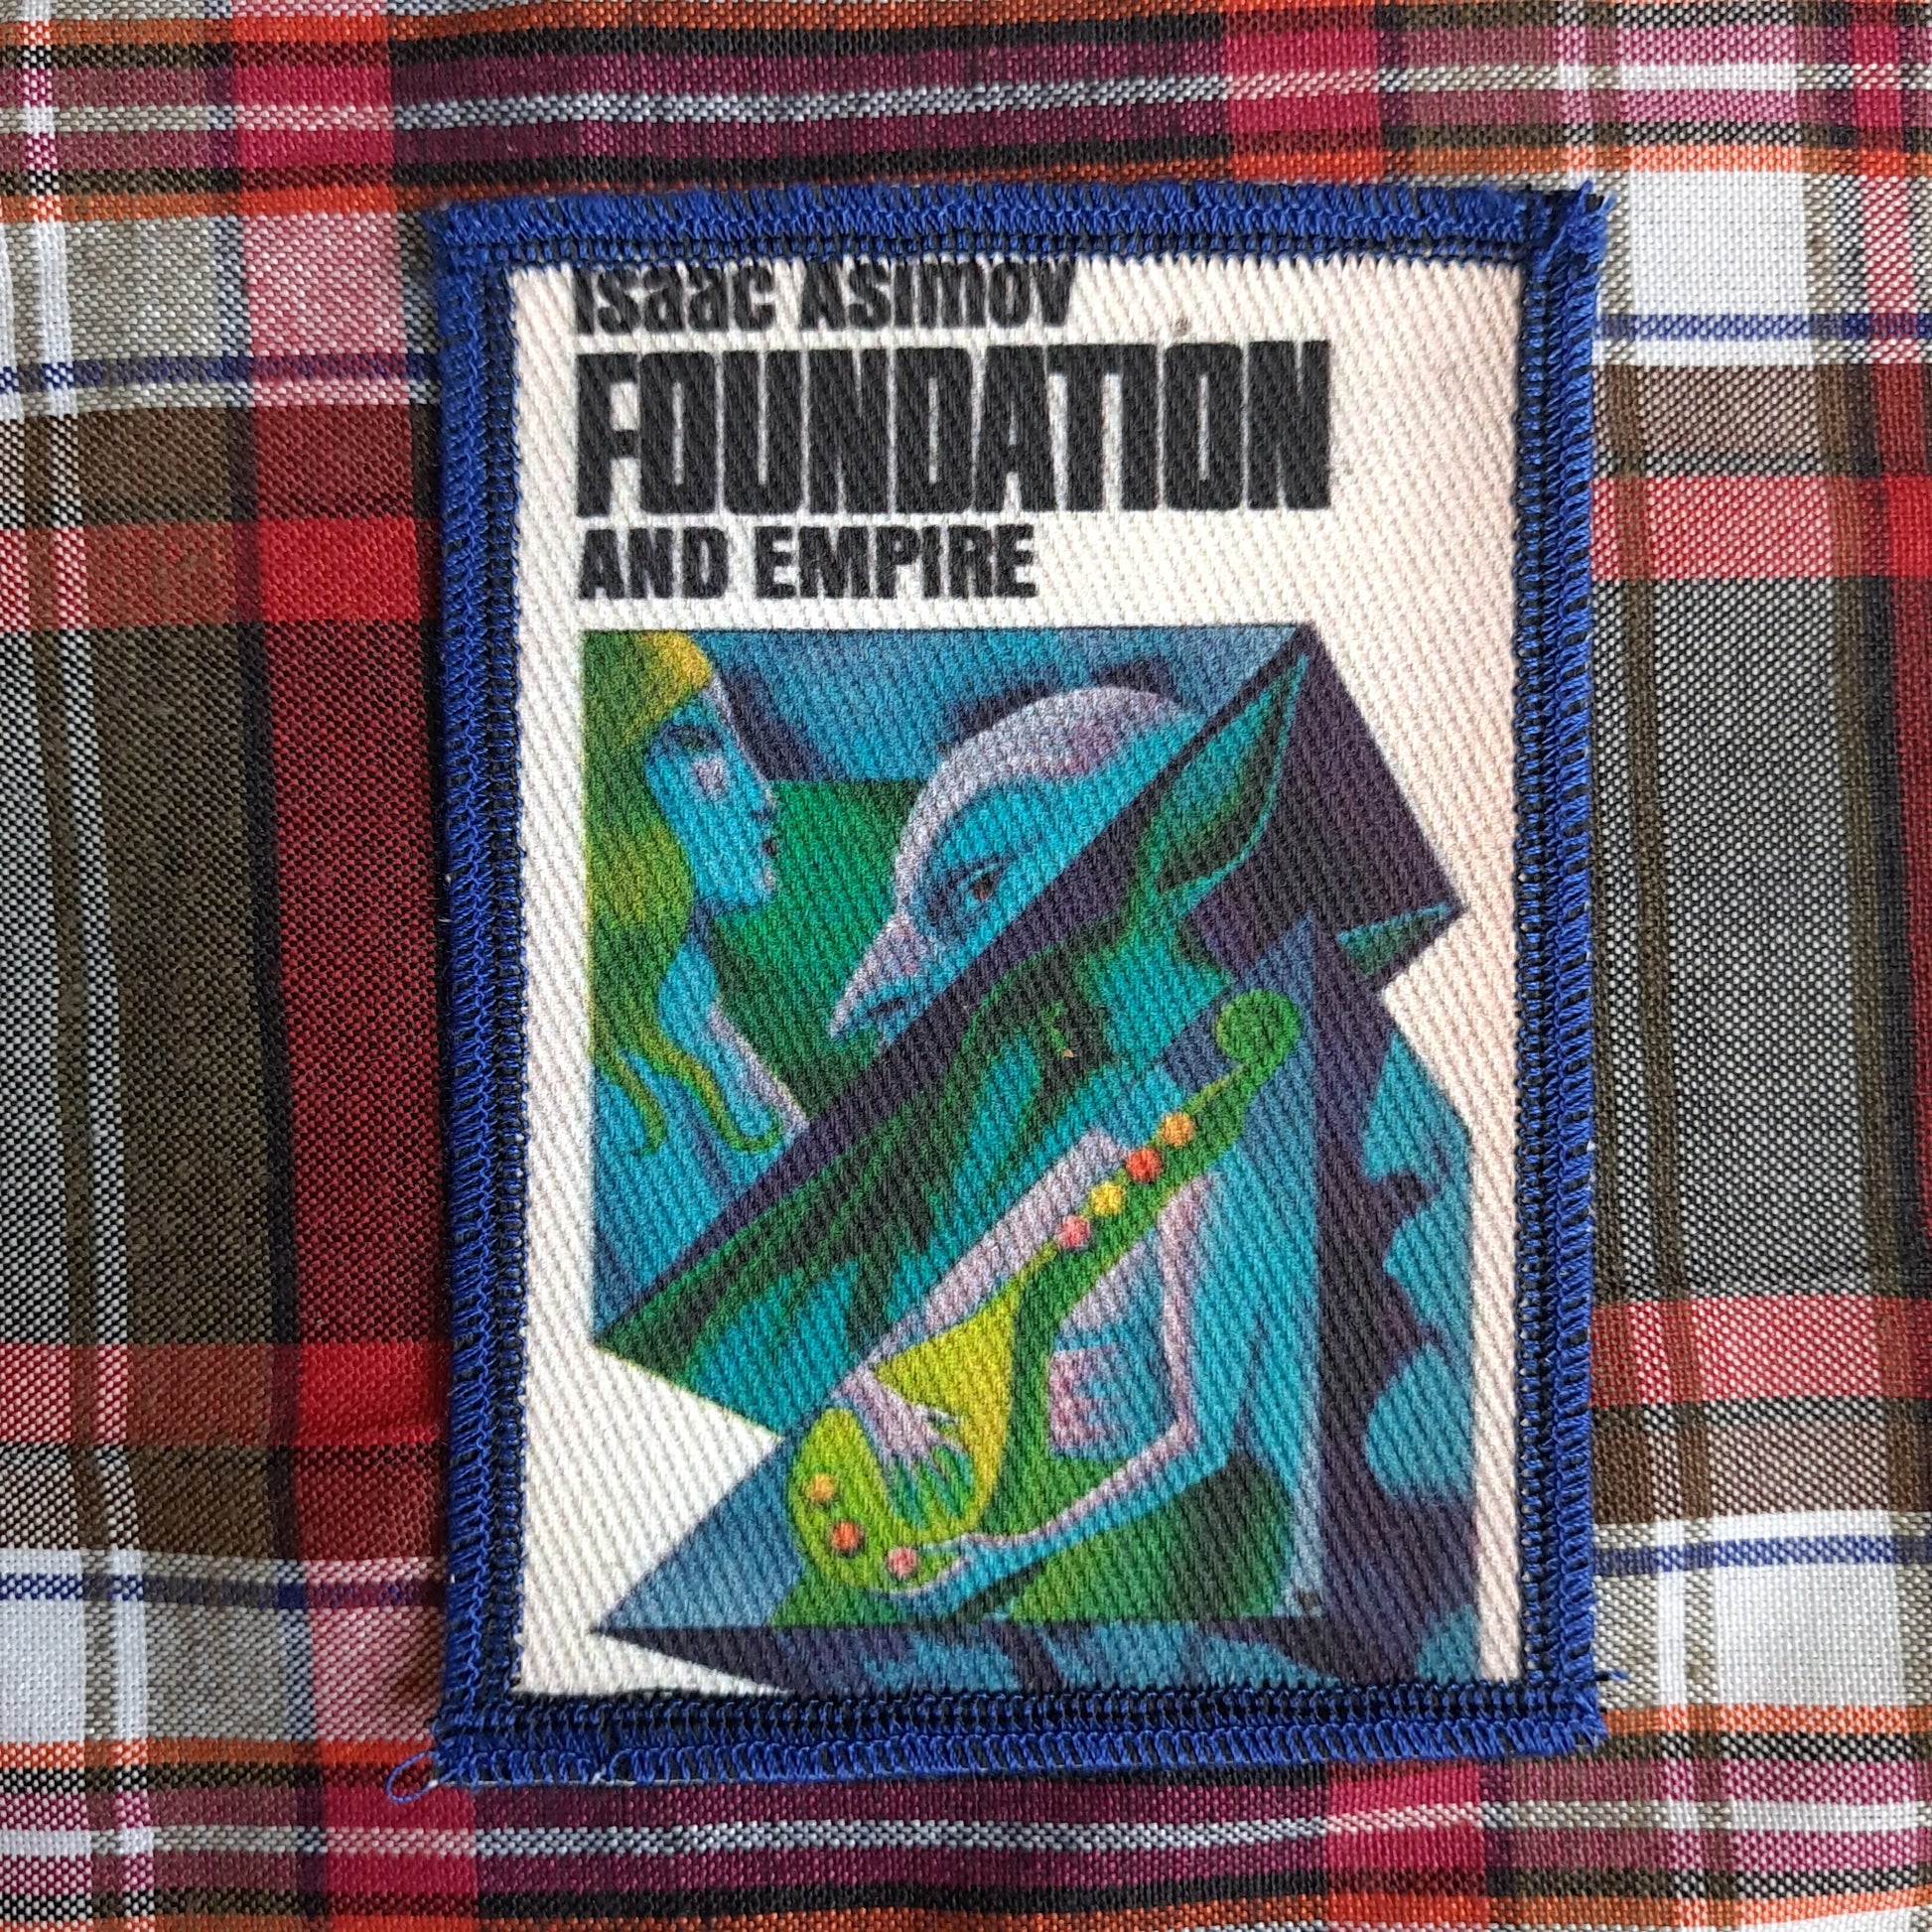 Isaac Asimov
FOUNDATION
AND EMPIRE